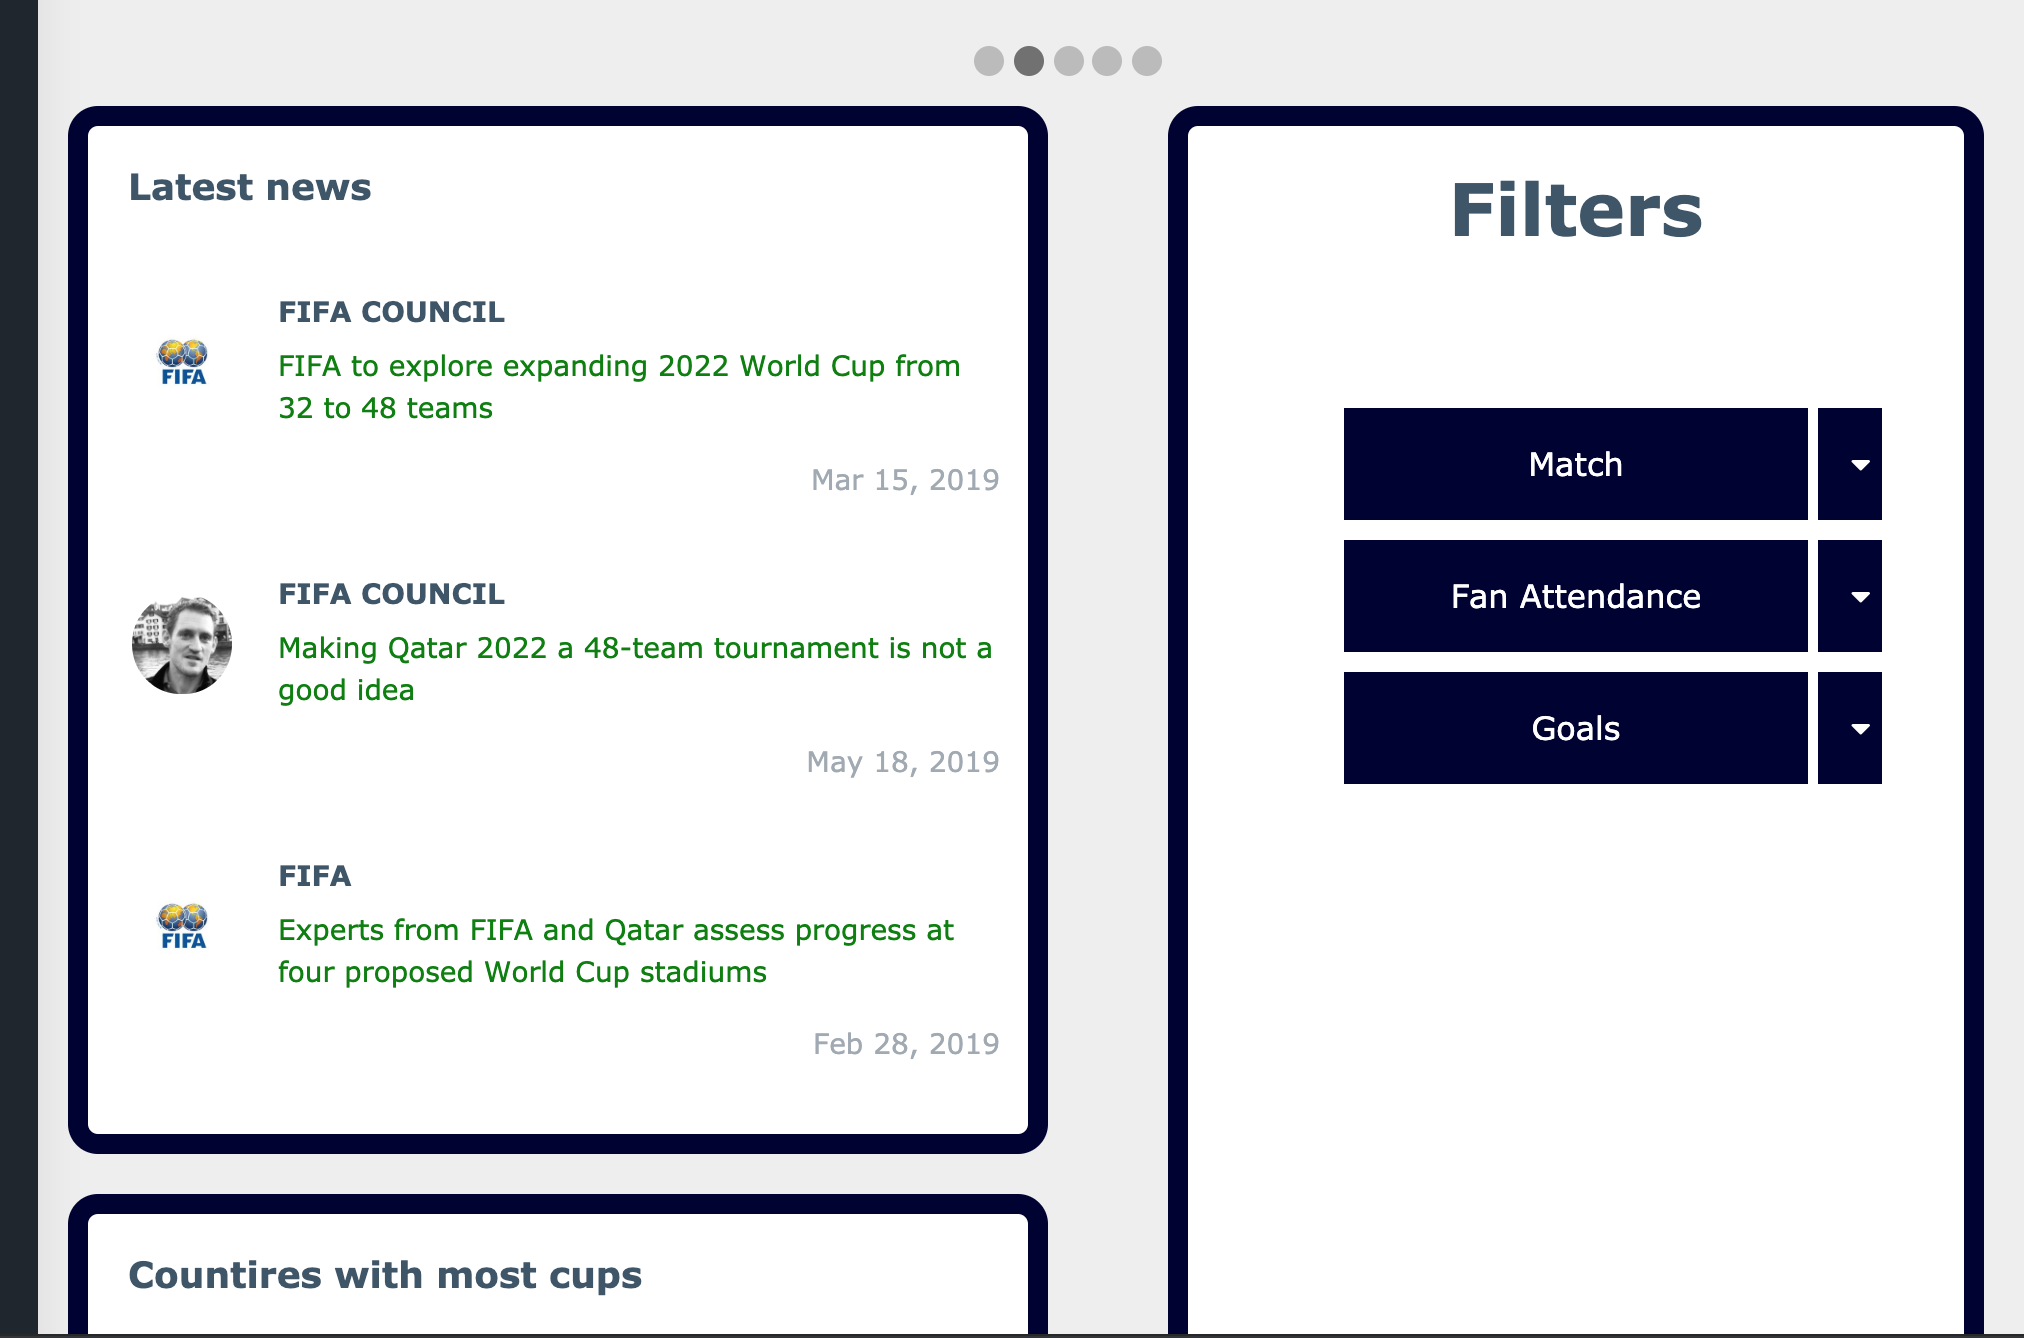 Latest news
FIFA COUNCIL
FIFA
FIFA to explore expanding 2022 World Cup from
32 to 48 teams
Mar 15, 2019
FIFA COUNCIL
Making Qatar 2022 a 48-team tournament is not a
good idea
May 18, 2019
FIFA
FIFA
Experts from FIFA and Qatar assess progress at
four proposed World Cup stadiums
Feb 28, 2019
Countires with most cups
Filters
Match
Fan Attendance
Goals